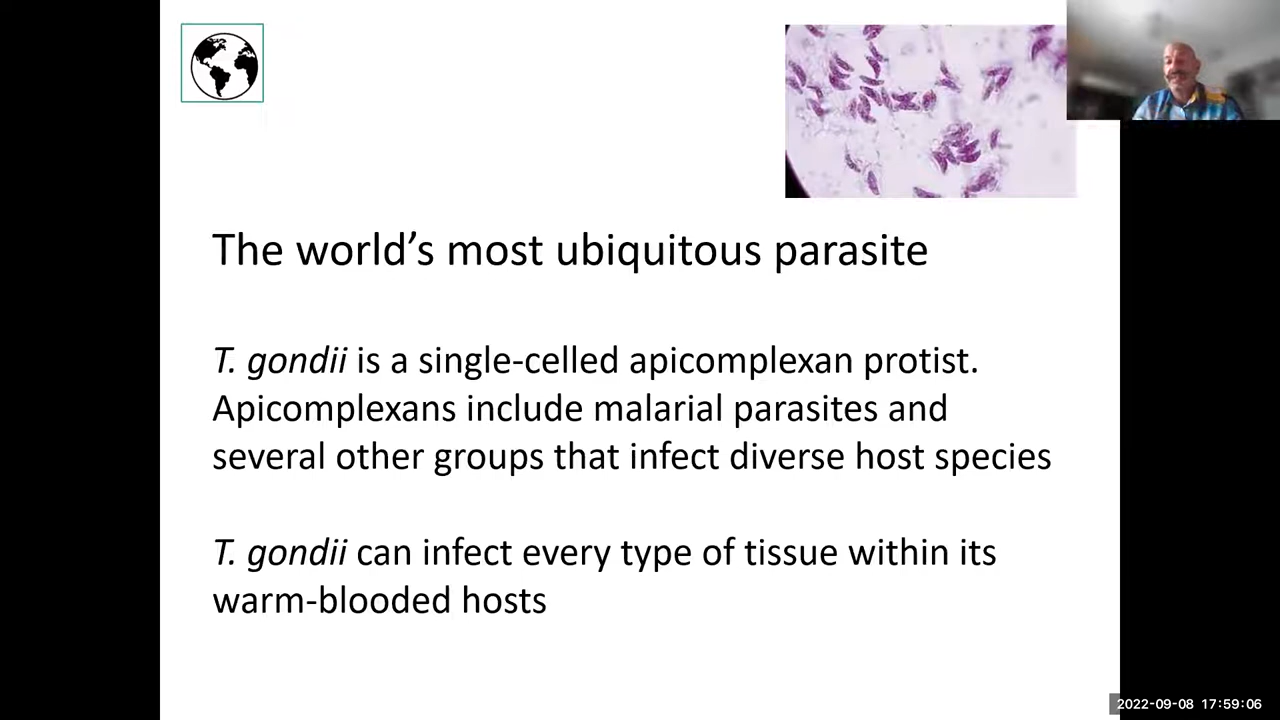 The world’s most ubiquitous parasite
T. gondii is a single-celled apicomplexan protist.
Apicomplexans include malarial parasites and
several other groups that infect diverse host species
T. gondii can infect every type of tissue within its
warm-blooded hosts
2022-09-08 17:59:06